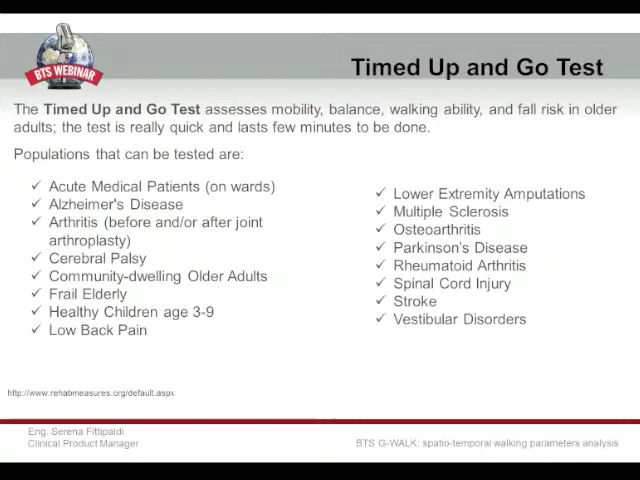 BTS WEBINAR
Timed Up and Go Test
The Timed Up and Go Test assesses mobility, balance, walking ability, and fall risk in older
adults; the test is really quick and lasts few minutes to be done.
Populations that can be tested are:
✓ Acute Medical Patients (on wards)
✓ Alzheimer's Disease
✓ Arthritis (before and/or after joint
arthroplasty)
✓ Cerebral Palsy
✓ Community-dwelling Older Adults
✓ Frail Elderly
✓ Healthy Children age 3-9
✓ Low Back Pain
✓ Lower Extremity Amputations
✓ Multiple Sclerosis
✓ Osteoarthritis
✓ Parkinson's Disease
✓ Rheumatoid Arthritis
✓ Spinal Cord Injury
✓ Stroke
✓ Vestibular Disorders
http://www.rehabmeasures.org/default.aspx
Eng. Serena Fittipaldi
Clinical Product Manager
BTS G-WALK: spatio-temporal walking parameters analysis